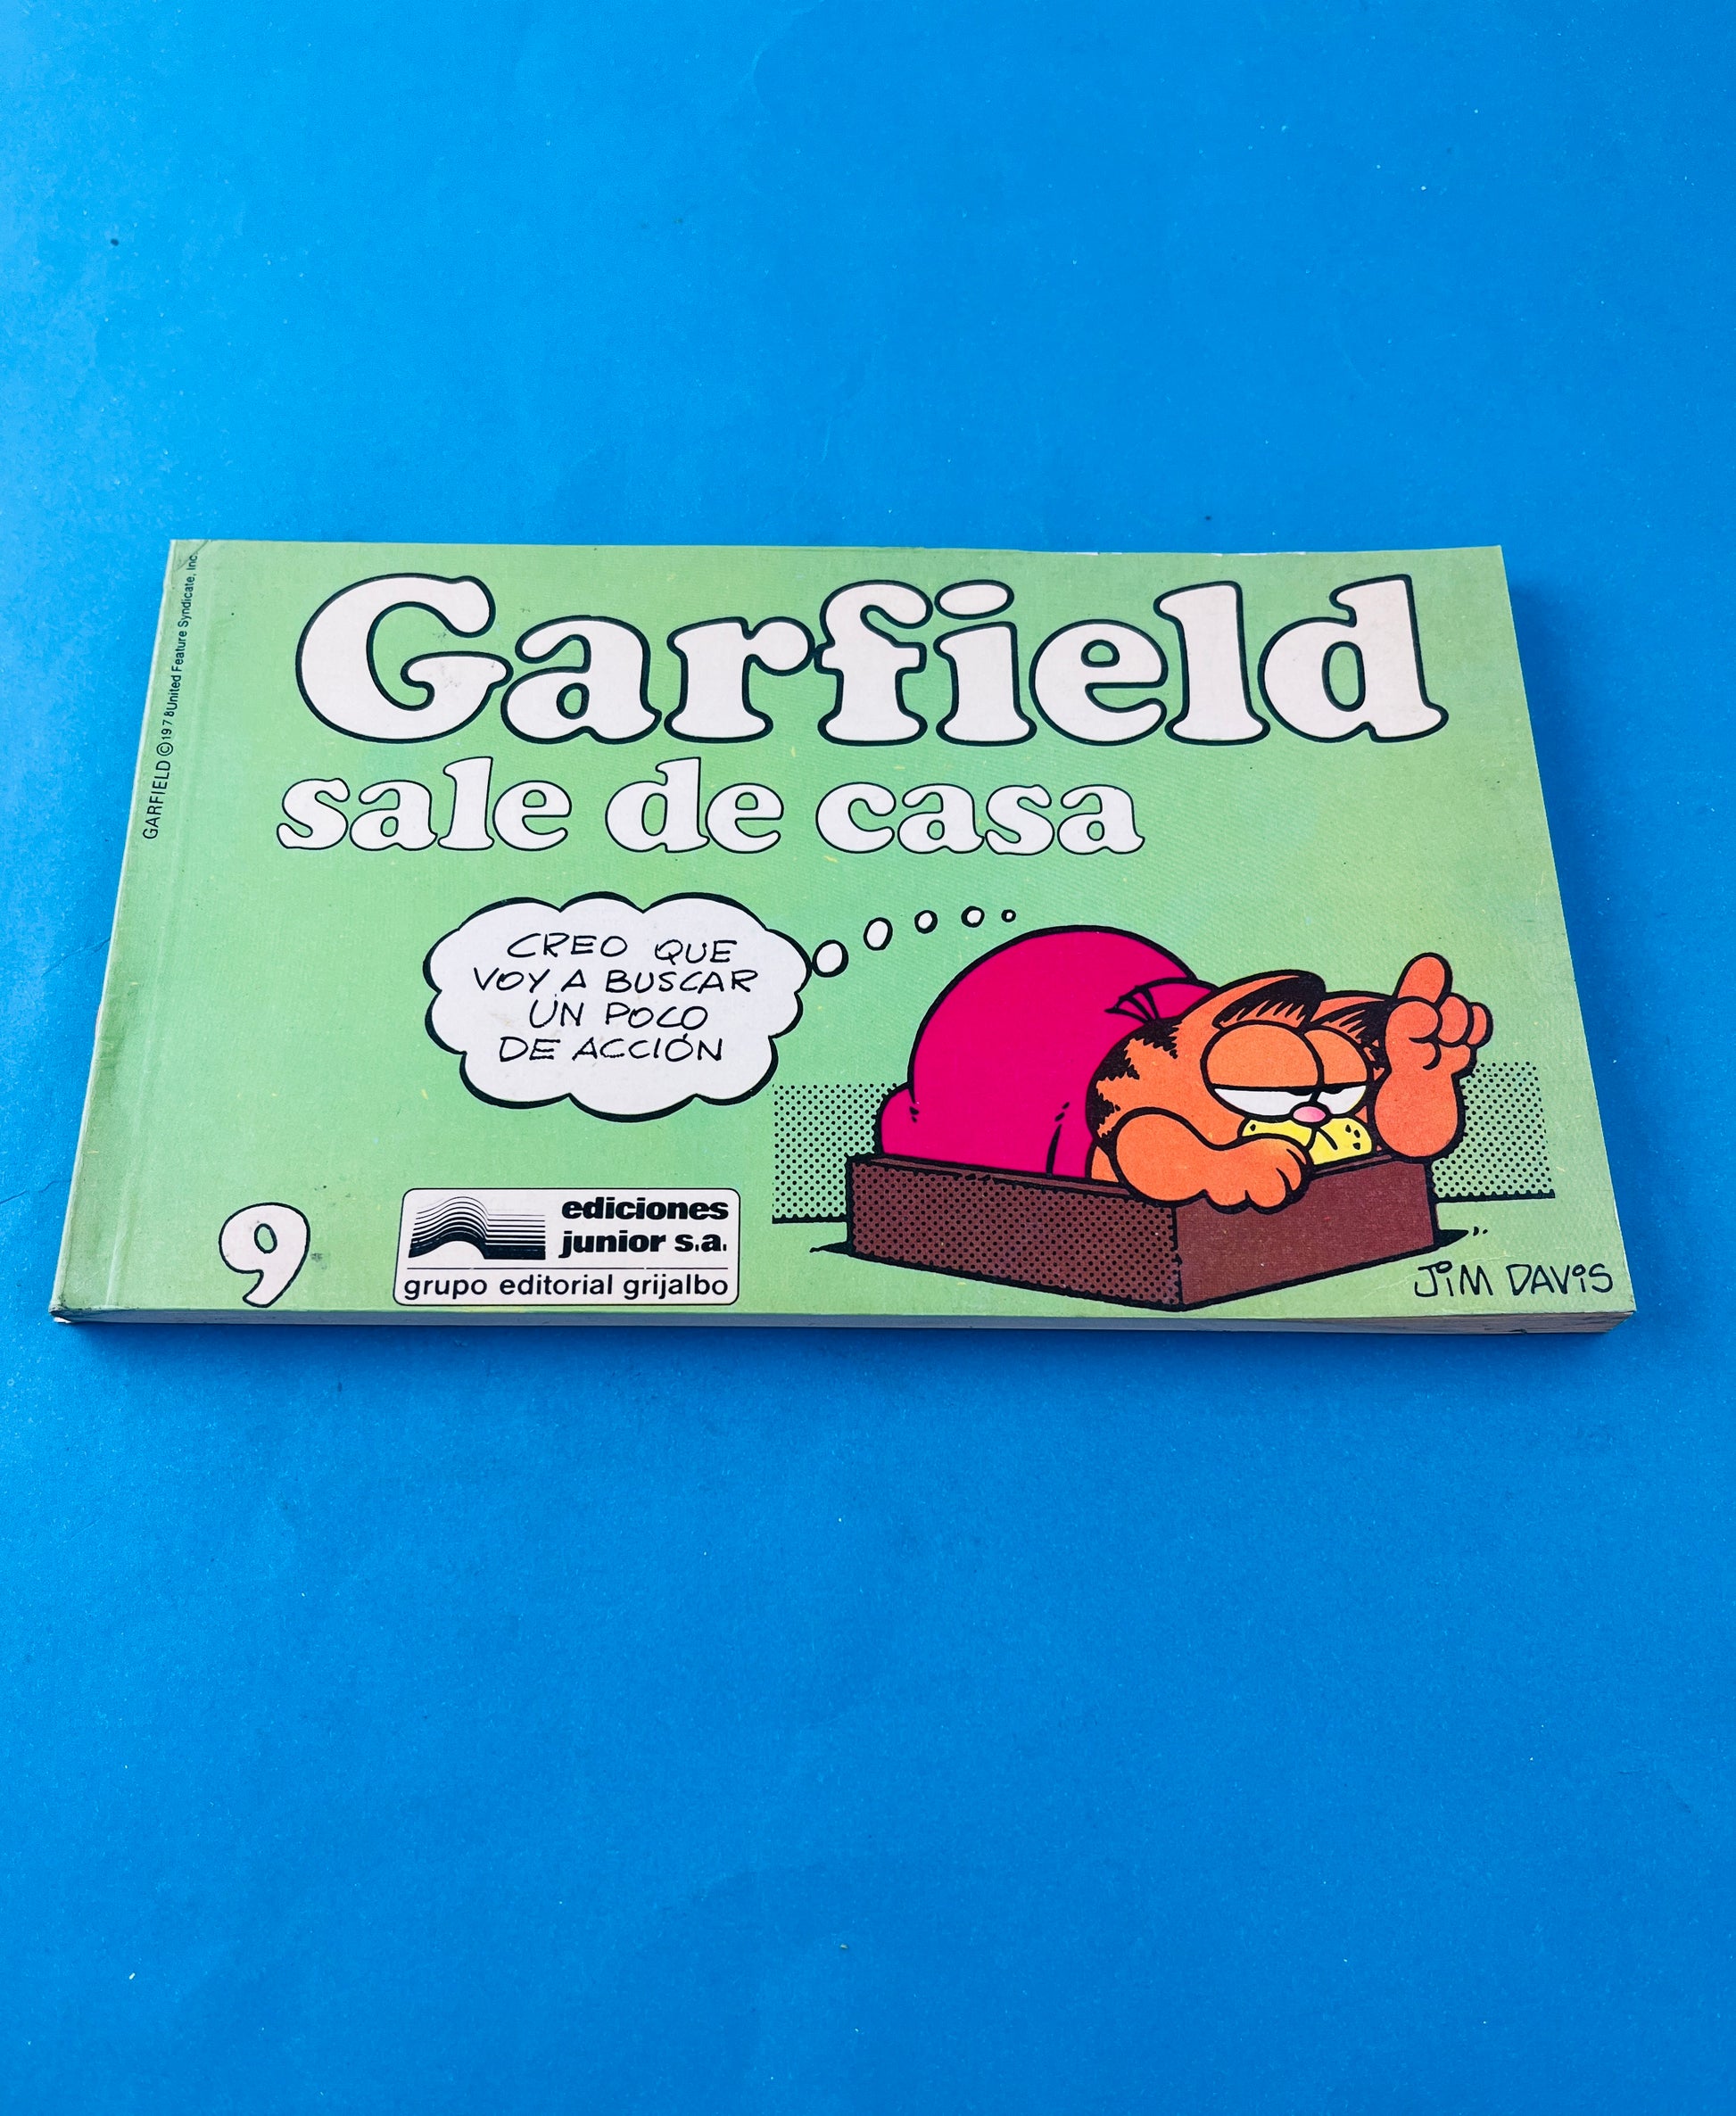 GARFIELD ©1978 United Feature Syndicate, Inc.
Garfield
sale de casa
CREO QUE
VOY A BUSCAR
UN POCO
DE ACCIÓN
9
ediciones
junior s.a.
grupo editorial grijalbo
JIM DAVIS